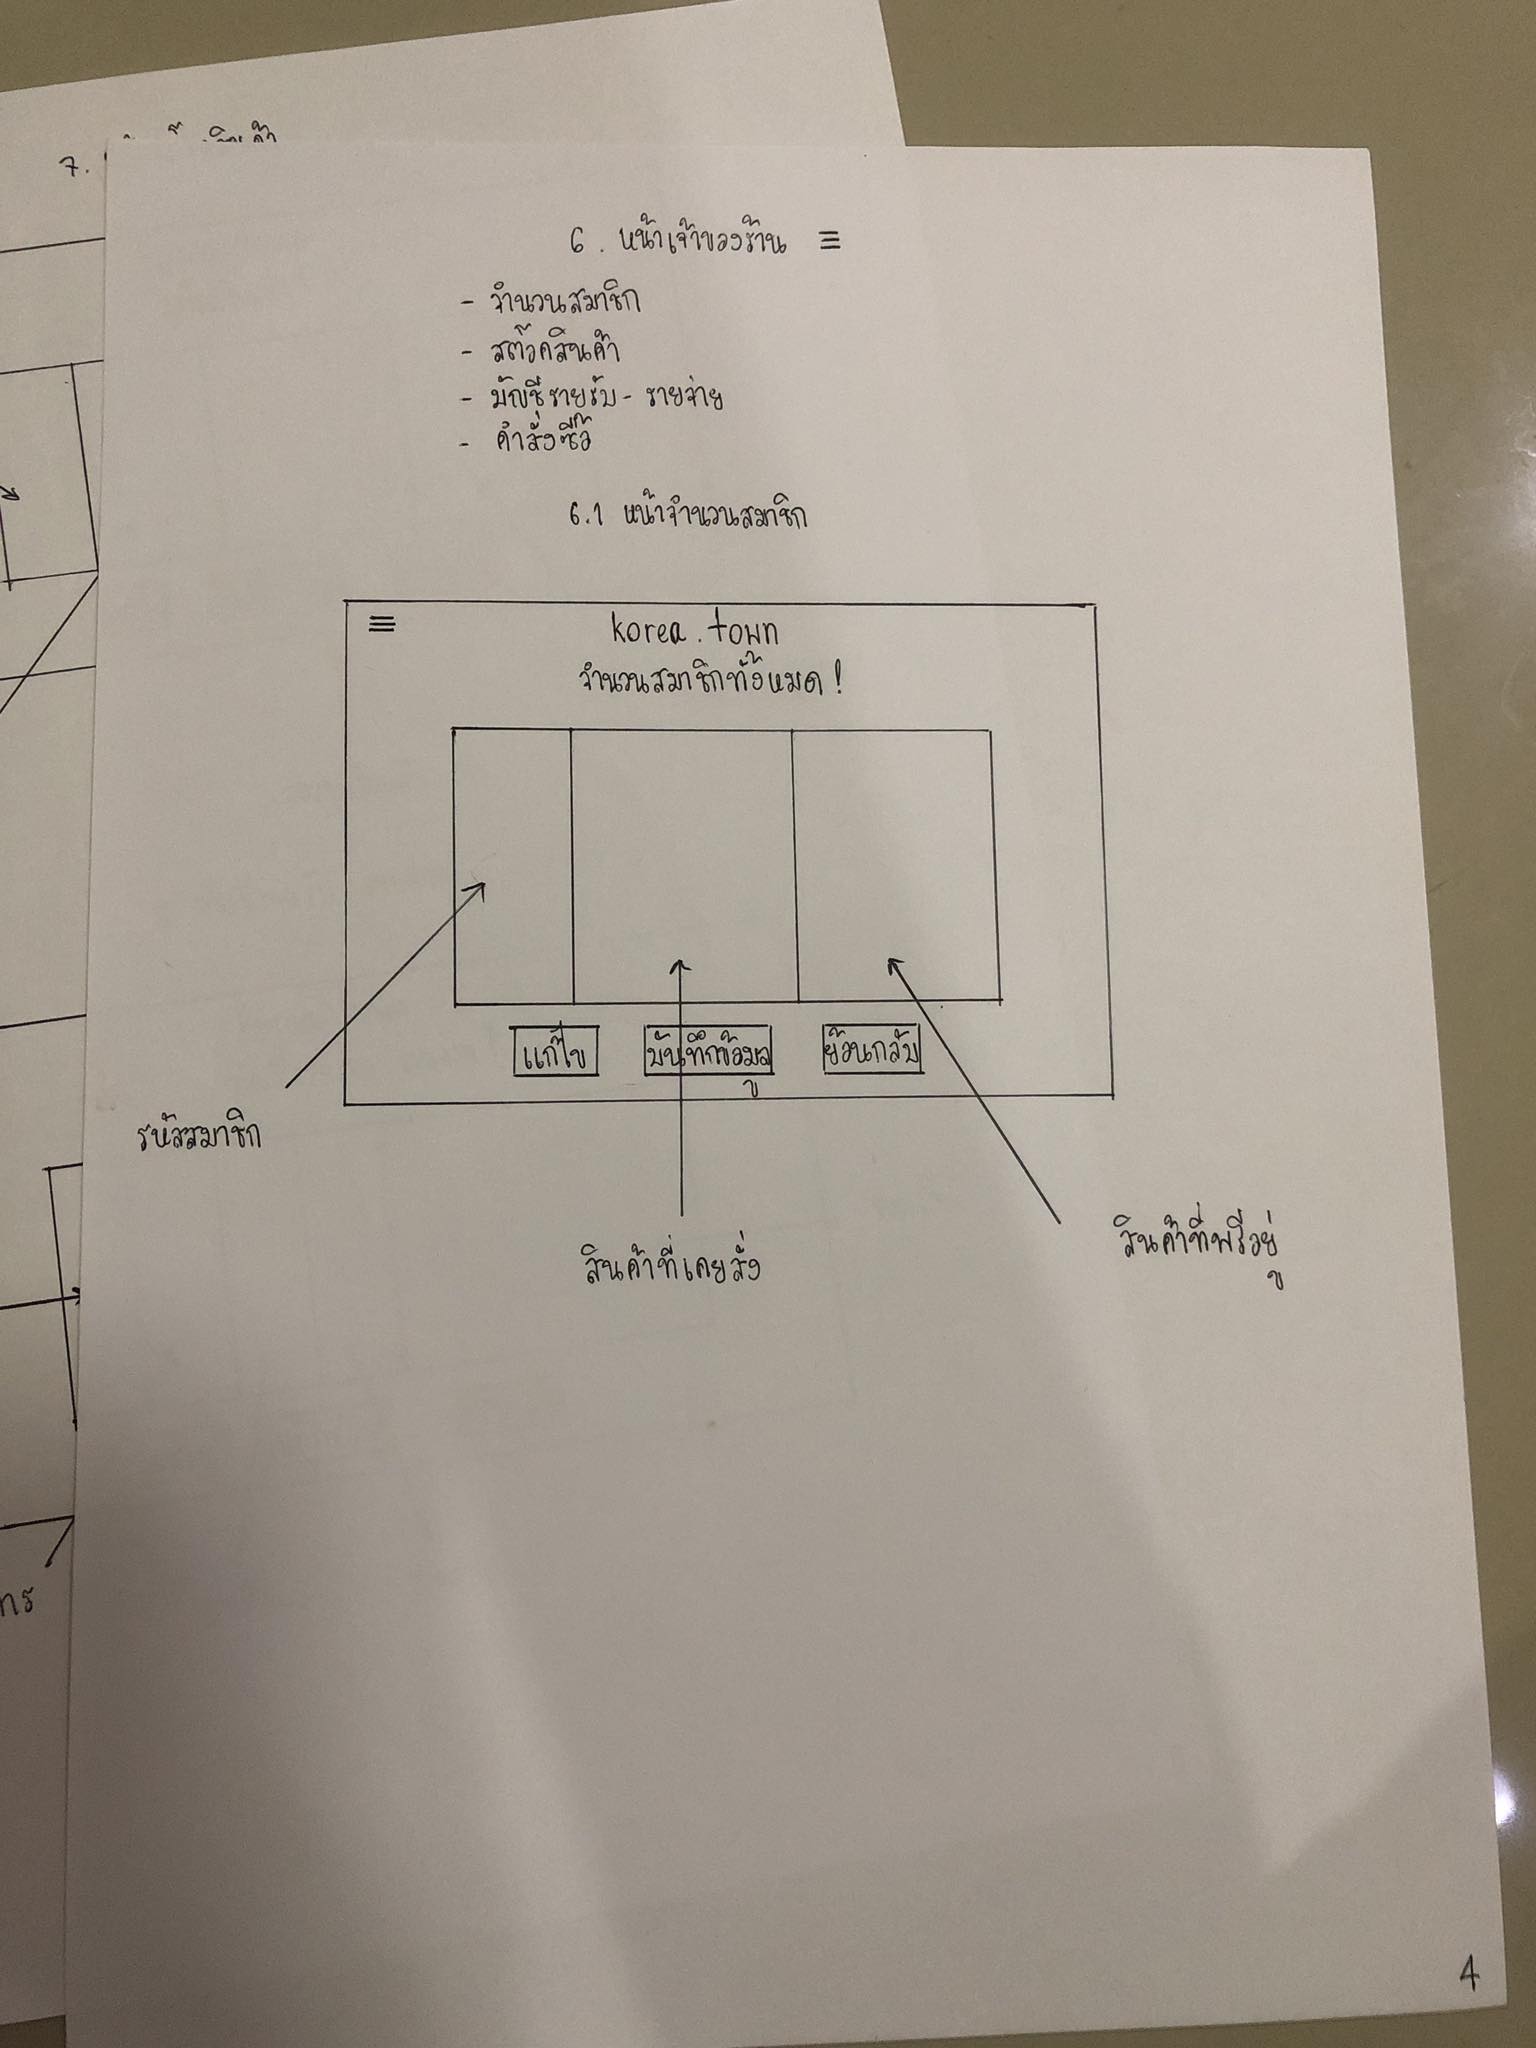 7.
6. หน้าเจ้าของร้าน ≡
- จำนวนสมาชิก
- สต๊อคสินค้า
- บัญชีรายรับ - รายจ่าย
- คำสั่งซื้อ
6.1 หน้าจำนวนสมาชิก
≡ korea.town
จำนวนสมาชิกทั้งหมด!
แก้ไข บันทึกข้อมูล ย้อนกลับ
รหัสสมาชิก
สินค้าที่เคยสั่ง
สินค้าที่พรีอยู่
4